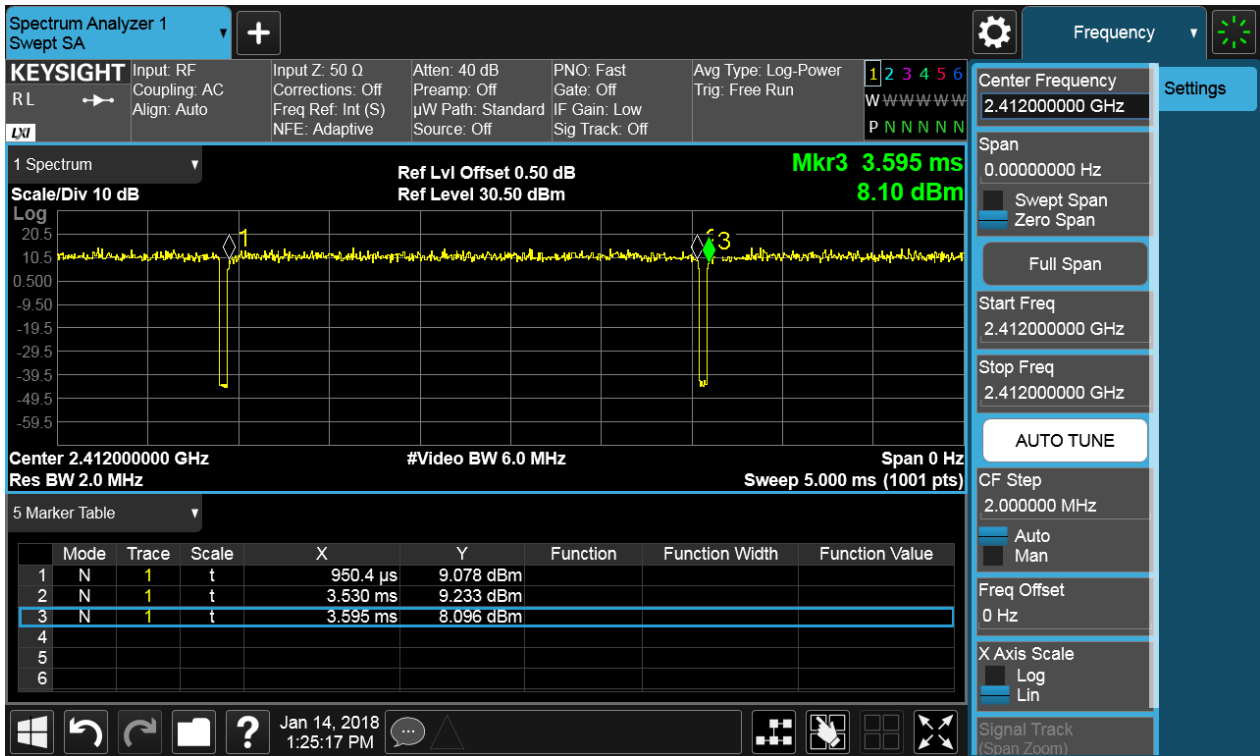 Spectrum Analyzer 1
Swept SA
+
Frequency
KEYSIGHT
RL
LXI
Input: RF
Coupling: AC
Align: Auto
Input Z: 50 Ω
Corrections: Off
Freq Ref: Int (S)
NFE: Adaptive
Atten: 40 dB
Preamp: Off
µW Path: Standard
Source: Off
PNO: Fast
Gate: Off
IF Gain: Low
Sig Track: Off
Avg Type: Log-Power
Trig: Free Run
1 2 3 4 5 6
W W W W W W
P N N N N N
1 Spectrum
Scale/Div 10 dB
Ref Lvl Offset 0.50 dB
Ref Level 30.50 dBm
Mkr3 3.595 ms
8.10 dBm
Log
20.5
10.5
0.500
-9.50
-19.5
-29.5
-39.5
-49.5
-59.5
1
3
Center 2.412000000 GHz
#Video BW 6.0 MHz
Span 0 Hz
Res BW 2.0 MHz
Sweep 5.000 ms (1001 pts)
5 Marker Table
Mode Trace Scale X Y Function Function Width Function Value
1 N 1 t 950.4 µs 9.078 dBm
2 N 1 t 3.530 ms 9.233 dBm
3 N 1 t 3.595 ms 8.096 dBm
4
5
6
?
Jan 14, 2018
1:25:17 PM
Center Frequency
2.412000000 GHz
Settings
Span
0.00000000 Hz
Swept Span
Zero Span
Full Span
Start Freq
2.412000000 GHz
Stop Freq
2.412000000 GHz
AUTO TUNE
CF Step
2.000000 MHz
Auto
Man
Freq Offset
0 Hz
X Axis Scale
Log
Lin
Signal Track
(Span Zoom)